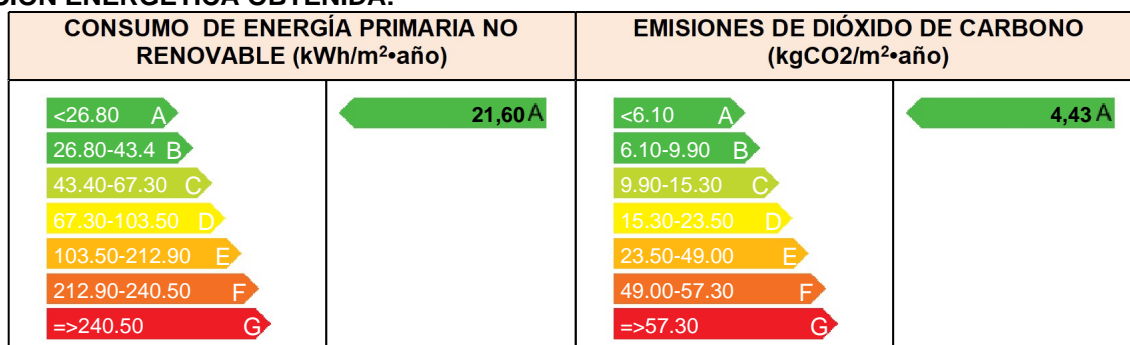 CONSUMO DE ENERGÍA PRIMARIA NO
RENOVABLE (kWh/m²•año)
EMISIONES DE DIÓXIDO DE CARBONO
(kgCO2/m²•año)
<26.80 A
26.80-43.4 B
43.40-67.30 C
67.30-103.50 D
103.50-212.90 E
212.90-240.50 F
=>240.50 G
21,60 A
<6.10 A
6.10-9.90 B
9.90-15.30 C
15.30-23.50 D
23.50-49.00 E
49.00-57.30 F
=>57.30 G
4,43 A